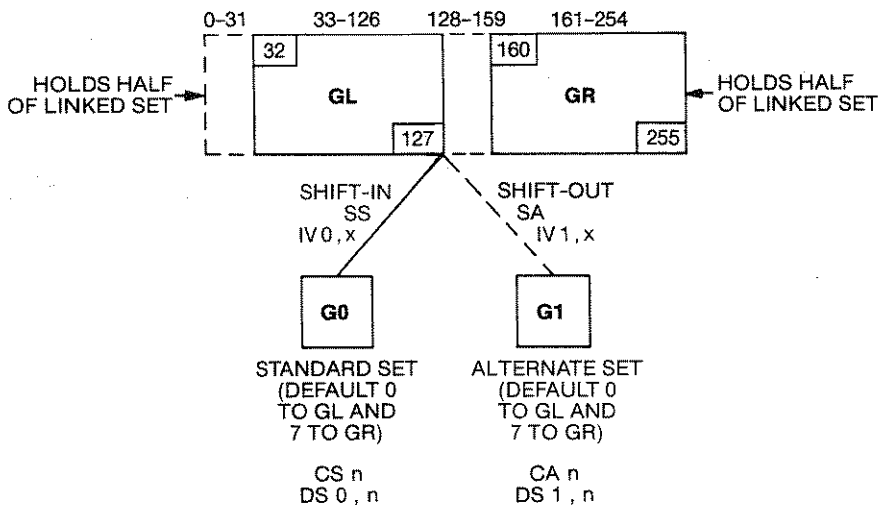 0–31 33–126 128–159 161–254
32 160
HOLDS HALF OF LINKED SET
GL GR
HOLDS HALF OF LINKED SET
127 255
SHIFT-IN SHIFT-OUT
SS SA
IV 0 , x IV 1 , x
G0 G1
STANDARD SET ALTERNATE SET
(DEFAULT 0 (DEFAULT 0
TO GL AND TO GL AND
7 TO GR) 7 TO GR)
CS n CA n
DS 0 , n DS 1 , n